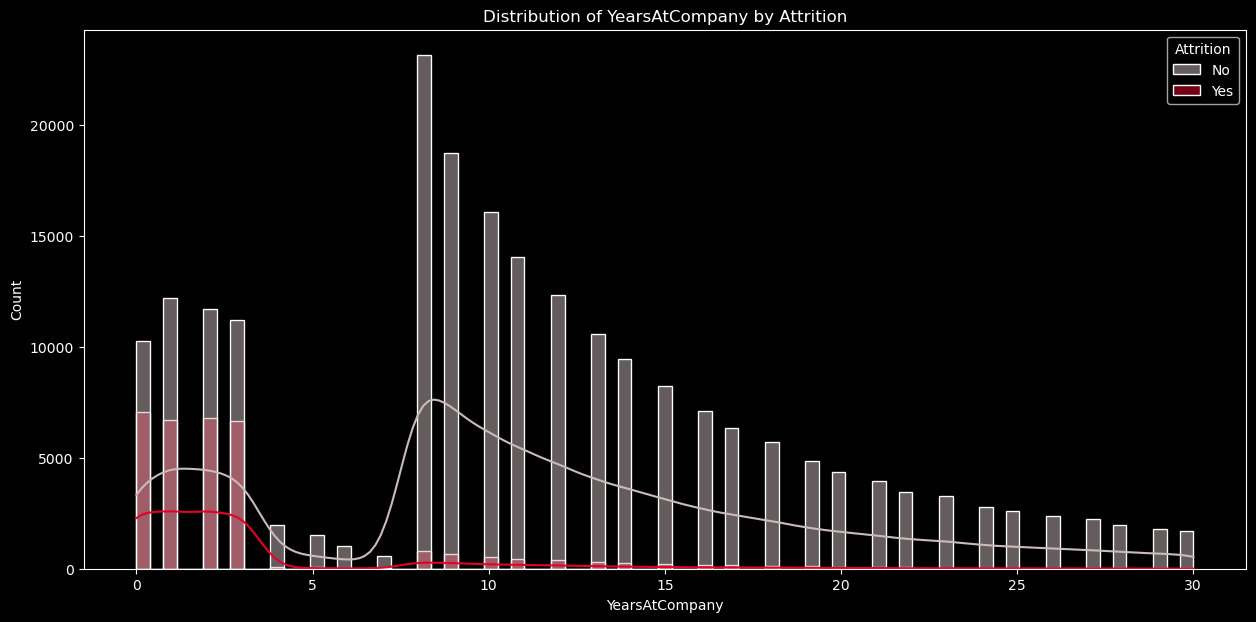 Distribution of YearsAtCompany by Attrition
Attrition
No
Yes
20000
15000
10000
5000
0
Count
0 5 10 15 20 25 30
YearsAtCompany